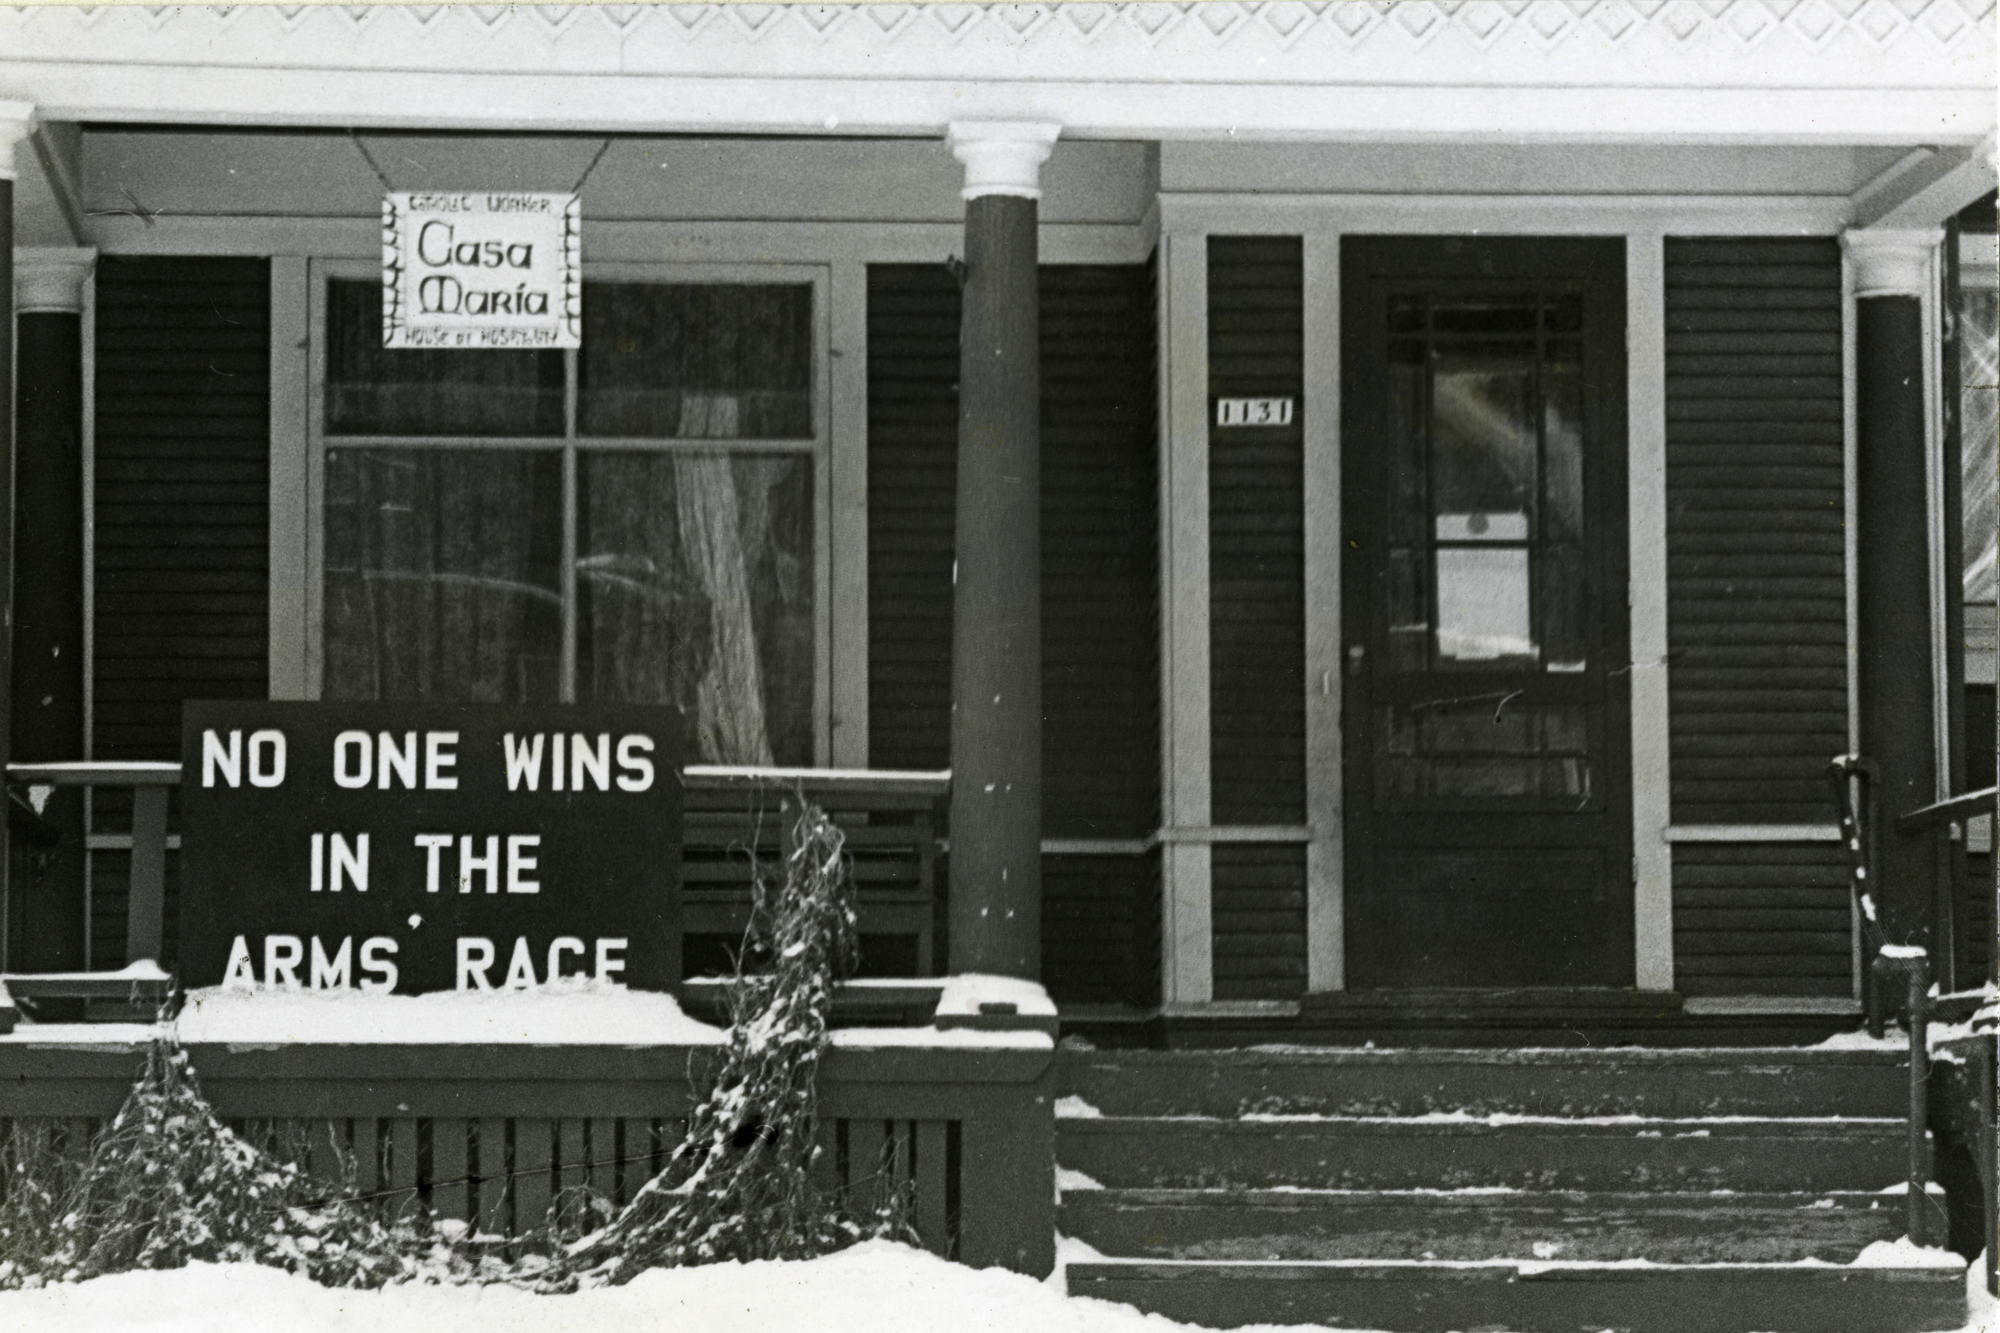 CATHOLIC WORKER
Casa
María
HOUSE OF HOSPITALITY
1131
NO ONE WINS
IN THE
ARMS RACE